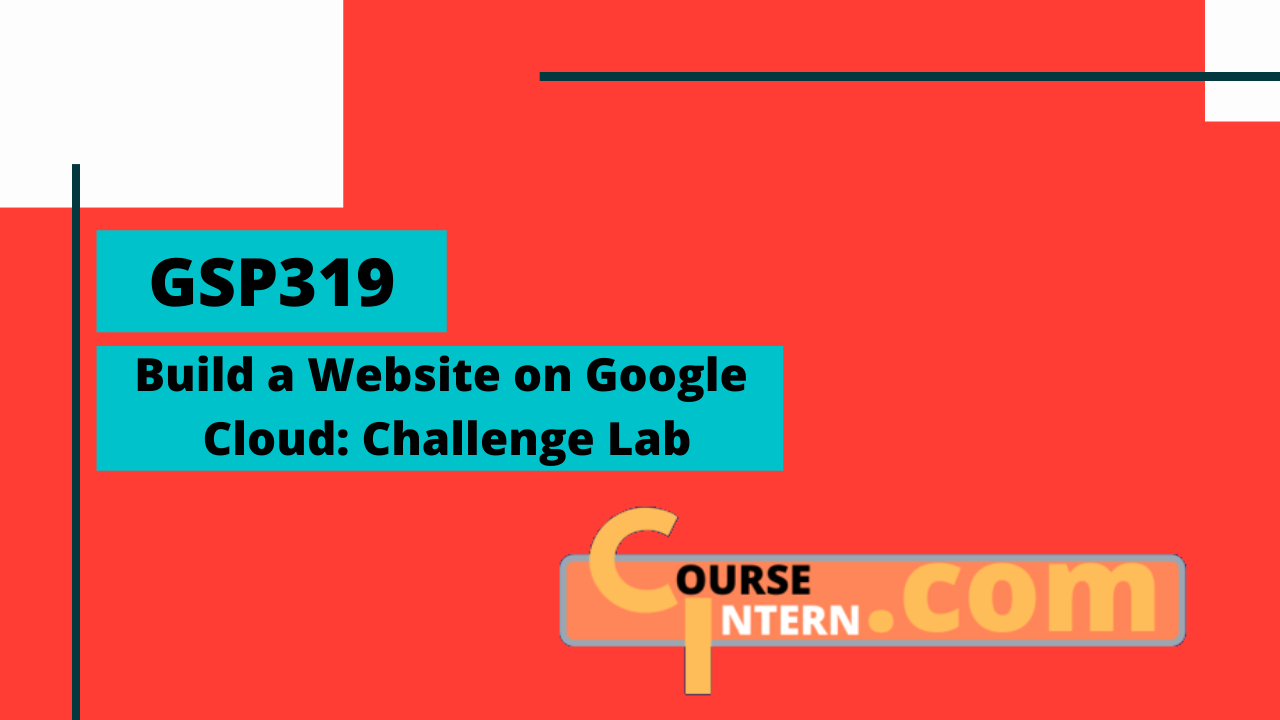 GSP319
Build a Website on Google
Cloud: Challenge Lab
COURSE
INTERN.com